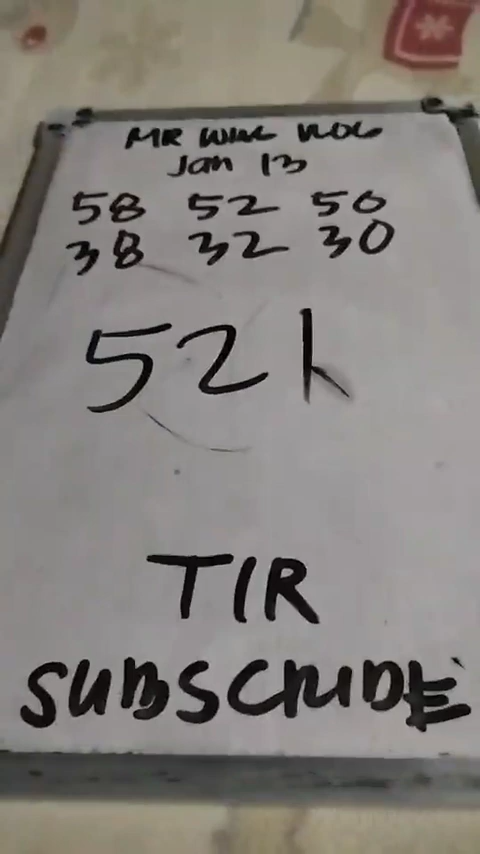 MR WIN VLOG
Jan 13
58 52 50
38 32 30
52k
TIR
SUBSCRIBE